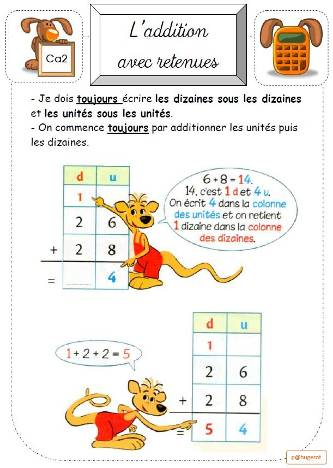 Ca2
L'addition
avec retenues
- Je dois toujours écrire les dizaines sous les dizaines
et les unités sous les unités.
- On commence toujours par additionner les unités puis
les dizaines.
d u
1
2 6
+ 2 8
= 4
6 + 8 = 14.
14, c'est 1 d et 4 u.
On écrit 4 dans la colonne
des unités et on retient
1 dizaine dans la colonne
des dizaines.
1 + 2 + 2 = 5
d u
1
2 6
+ 2 8
= 5 4